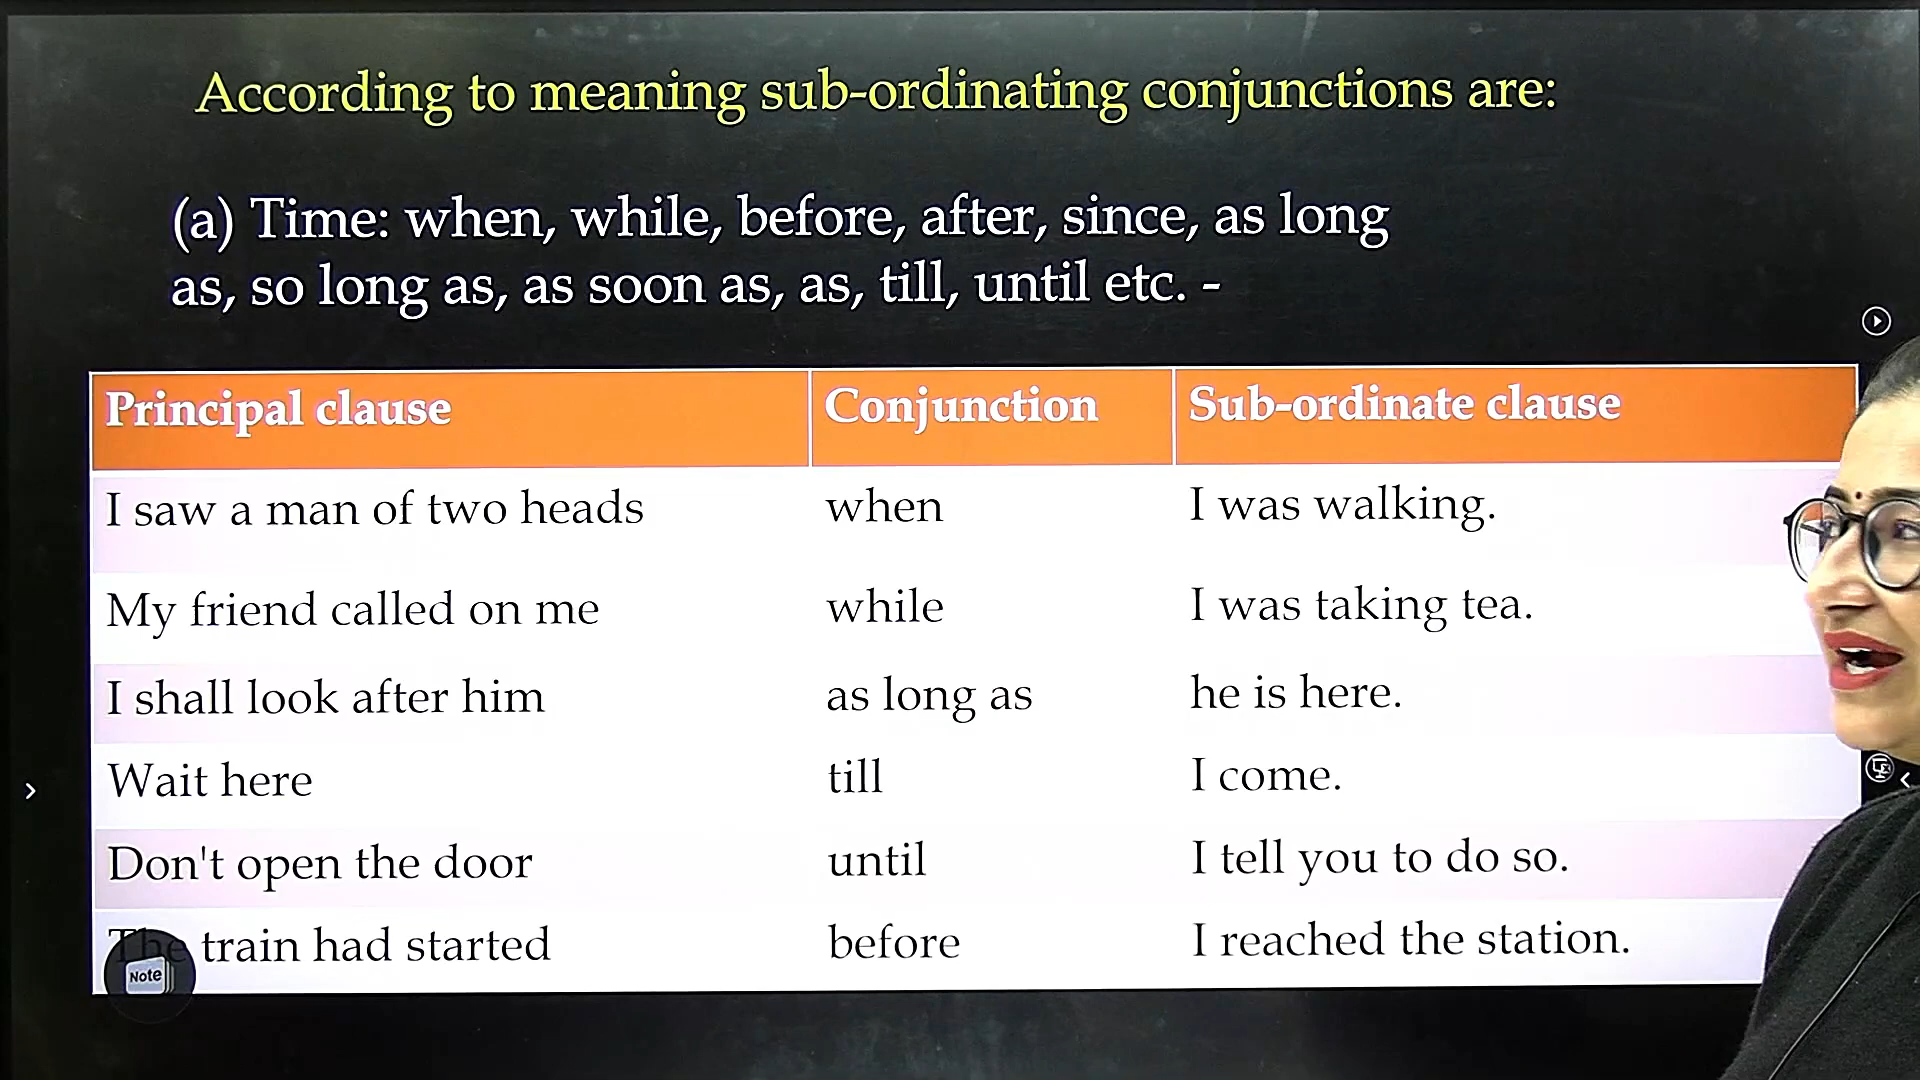 According to meaning sub-ordinating conjunctions are:
(a) Time: when, while, before, after, since, as long
as, so long as, as soon as, as, till, until etc. -
Principal clause Conjunction Sub-ordinate clause
I saw a man of two heads when I was walking.
My friend called on me while I was taking tea.
I shall look after him as long as he is here.
Wait here till I come.
Don't open the door until I tell you to do so.
The train had started before I reached the station.
Note